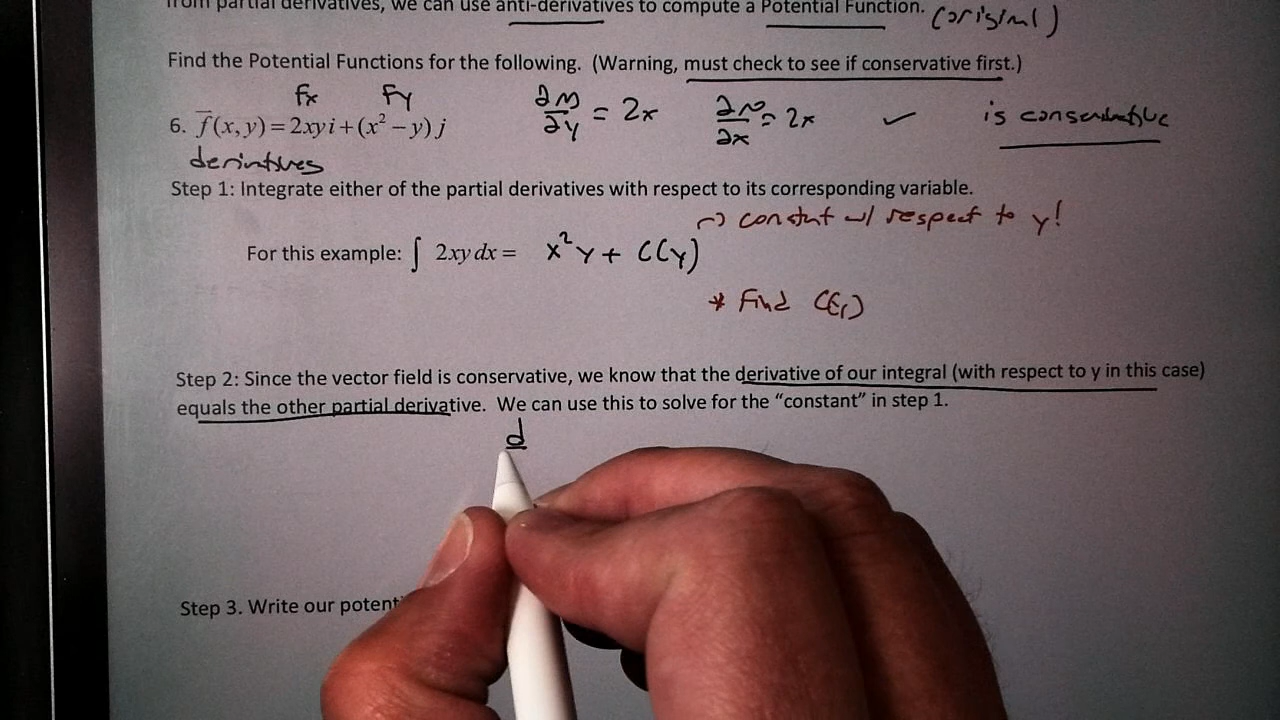 from partial derivatives, we can use anti-derivatives to compute a Potential Function. (original)
Find the Potential Functions for the following. (Warning, must check to see if conservative first.)
fx fy
6. f(x, y) = 2xyi + (x² − y) j ∂M/∂y = 2x ∂N/∂x = 2x ✓ is conservative
derivatives
Step 1: Integrate either of the partial derivatives with respect to its corresponding variable.
→ constant w/ respect to y!
For this example: ∫ 2xy dx = x²y + C(y)
* Find C(y)
Step 2: Since the vector field is conservative, we know that the derivative of our integral (with respect to y in this case)
equals the other partial derivative. We can use this to solve for the “constant” in step 1.
d
Step 3. Write our potenti